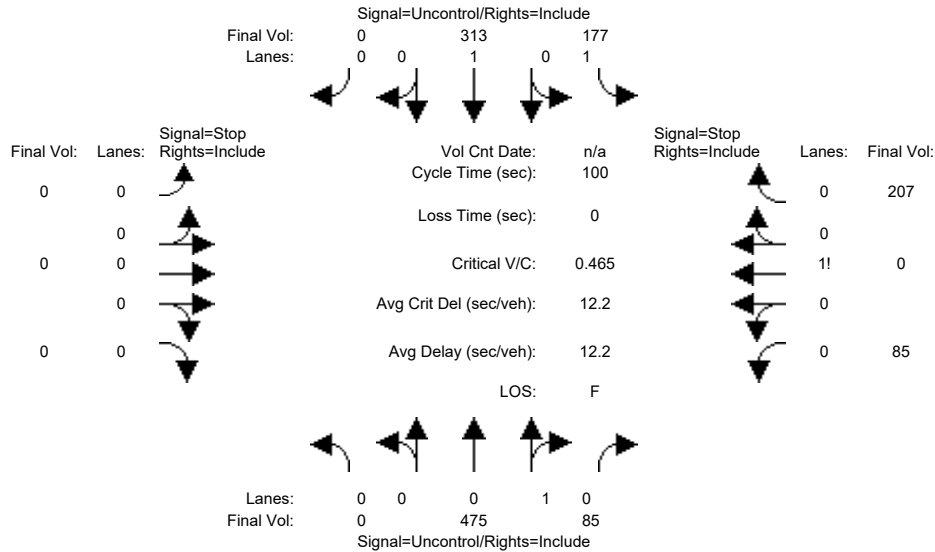 Signal=Uncontrol/Rights=Include
Final Vol: 0 313 177
Lanes: 0 0 1 0 1
Signal=Stop
Final Vol: Lanes: Rights=Include
Vol Cnt Date: n/a
Signal=Stop
Rights=Include Lanes: Final Vol:
Cycle Time (sec): 100
0 0
0 207
Loss Time (sec): 0
0
0
0 0
Critical V/C: 0.465
1! 0
0
Avg Crit Del (sec/veh): 12.2
0
0 0
Avg Delay (sec/veh): 12.2
0 85
LOS: F
Lanes: 0 0 0 1 0
Final Vol: 0 475 85
Signal=Uncontrol/Rights=Include